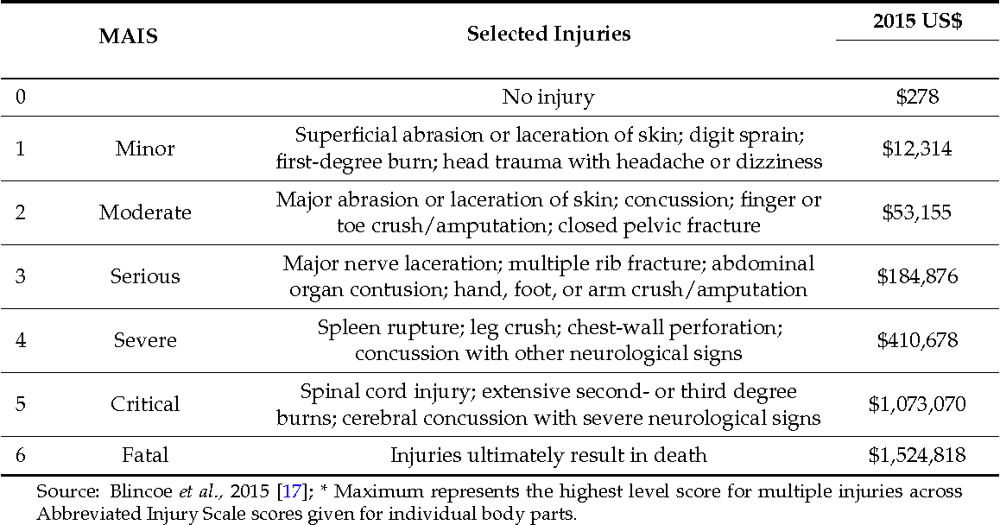 MAIS Selected Injuries 2015 US$
0 No injury $278
1 Minor Superficial abrasion or laceration of skin; digit sprain;
first-degree burn; head trauma with headache or dizziness $12,314
2 Moderate Major abrasion or laceration of skin; concussion; finger or
toe crush/amputation; closed pelvic fracture $53,155
3 Serious Major nerve laceration; multiple rib fracture; abdominal
organ contusion; hand, foot, or arm crush/amputation $184,876
4 Severe Spleen rupture; leg crush; chest-wall perforation;
concussion with other neurological signs $410,678
5 Critical Spinal cord injury; extensive second- or third degree
burns; cerebral concussion with severe neurological signs $1,073,070
6 Fatal Injuries ultimately result in death $1,524,818
Source: Blincoe et al., 2015 [17]; * Maximum represents the highest level score for multiple injuries across
Abbreviated Injury Scale scores given for individual body parts.